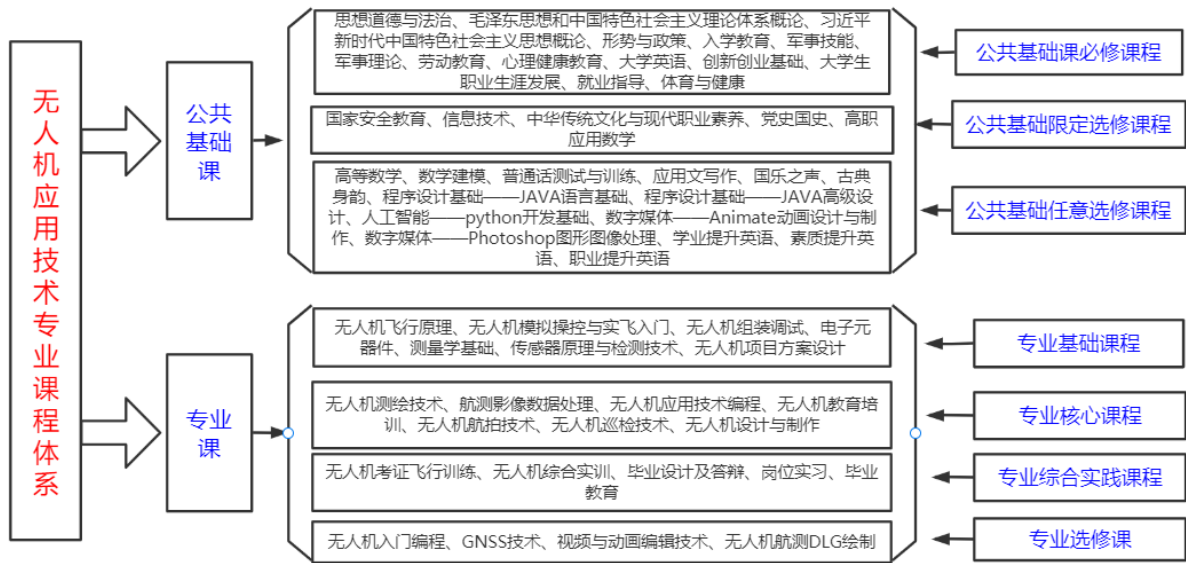 无人机应用技术专业课程体系
公共
基础
课
思想道德与法治、毛泽东思想和中国特色社会主义理论体系概论、习近平
新时代中国特色社会主义思想概论、形势与政策、入学教育、军事技能、
军事理论、劳动教育、心理健康教育、大学英语、创新创业基础、大学生
职业生涯发展、就业指导、体育与健康
公共基础课必修课程
国家安全教育、信息技术、中华传统文化与现代职业素养、党史国史、高职
应用数学
公共基础限定选修课程
高等数学、数学建模、普通话测试与训练、应用文写作、国乐之声、古典
身韵、程序设计基础——JAVA语言基础、程序设计基础——JAVA高级设
计、人工智能——python开发基础、数字媒体——Animate动画设计与制
作、数字媒体——Photoshop图形图像处理、学业提升英语、素质提升英
语、职业提升英语
公共基础任意选修课程
专业
课
无人机飞行原理、无人机模拟操控与实飞入门、无人机组装调试、电子元
器件、测量学基础、传感器原理与检测技术、无人机项目方案设计
专业基础课程
无人机测绘技术、航测影像数据处理、无人机应用技术编程、无人机教育培
训、无人机航拍技术、无人机巡检技术、无人机设计与制作
专业核心课程
无人机考证飞行训练、无人机综合实训、毕业设计及答辩、岗位实习、毕业
教育
专业综合实践课程
无人机入门编程、GNSS技术、视频与动画编辑技术、无人机航测DLG绘制
专业选修课